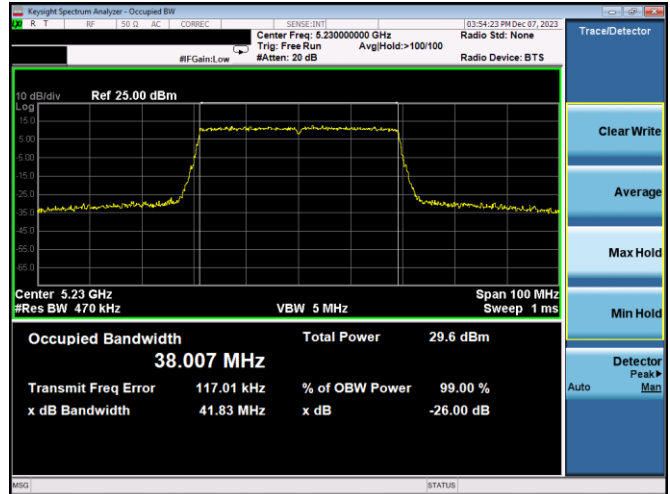 Keysight Spectrum Analyzer - Occupied BW
LXI R T RF 50 Ω AC CORREC SENSE:INT 03:54:23 PM Dec 07, 2023
Center Freq: 5.230000000 GHz Radio Std: None
Trig: Free Run Avg|Hold:>100/100
#IFGain:Low #Atten: 20 dB Radio Device: BTS
10 dB/div Ref 25.00 dBm
Log
15.0
5.00
-5.00
-15.0
-25.0
-35.0
-45.0
-55.0
-65.0
Center 5.23 GHz Span 100 MHz
#Res BW 470 kHz VBW 5 MHz Sweep 1 ms
Occupied Bandwidth Total Power 29.6 dBm
38.007 MHz
Transmit Freq Error 117.01 kHz % of OBW Power 99.00 %
x dB Bandwidth 41.83 MHz x dB -26.00 dB
MSG STATUS
Trace/Detector
Clear Write
Average
Max Hold
Min Hold
Detector
Peak▶
Auto Man